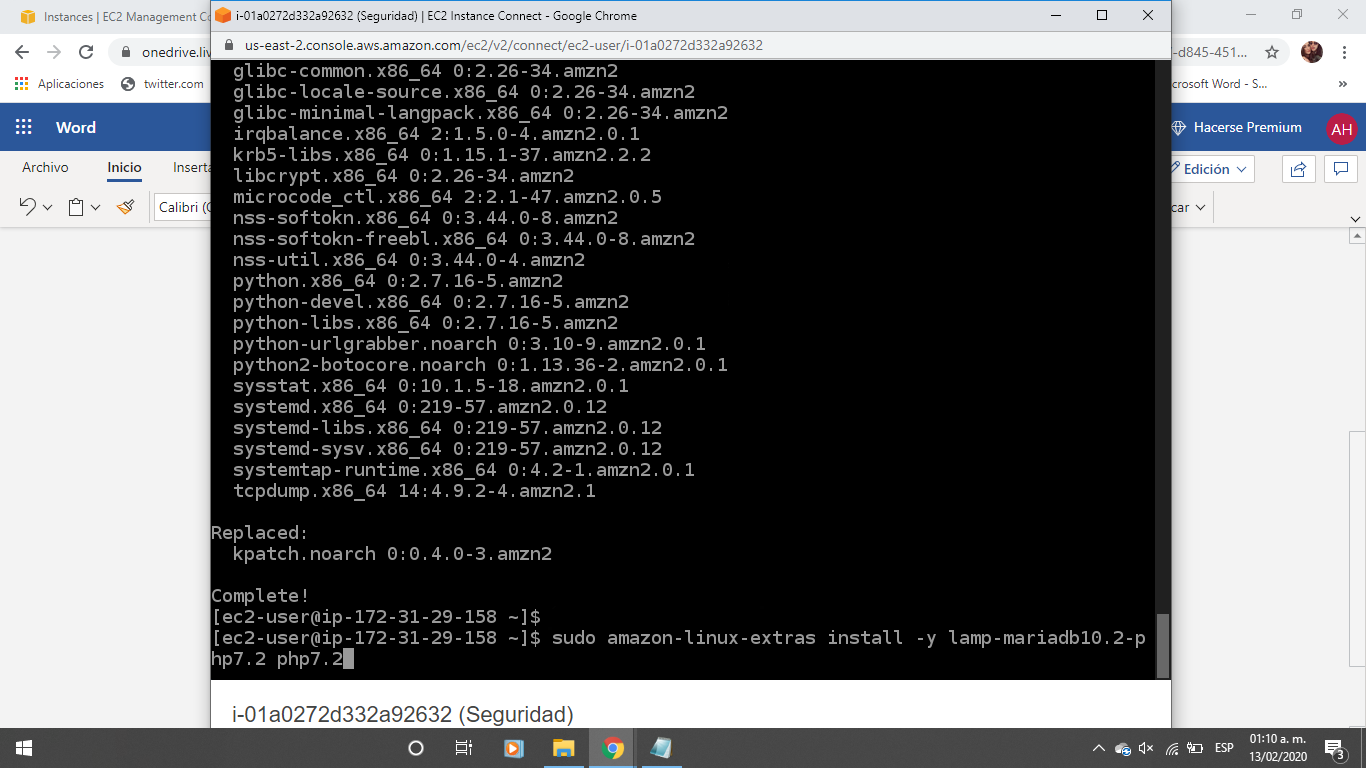 Instances | EC2 Management Co
i-01a0272d332a92632 (Seguridad) | EC2 Instance Connect - Google Chrome
onedrive.liv
us-east-2.console.aws.amazon.com/ec2/v2/connect/ec2-user/i-01a0272d332a92632
-d845-451...
Aplicaciones
twitter.com
crosoft Word - S...
»
Word
Hacerse Premium
AH
Archivo
Inicio
Inserta
Edición
Calibri (C
car
glibc-common.x86_64 0:2.26-34.amzn2
glibc-locale-source.x86_64 0:2.26-34.amzn2
glibc-minimal-langpack.x86_64 0:2.26-34.amzn2
irqbalance.x86_64 2:1.5.0-4.amzn2.0.1
krb5-libs.x86_64 0:1.15.1-37.amzn2.2.2
libcrypt.x86_64 0:2.26-34.amzn2
microcode_ctl.x86_64 2:2.1-47.amzn2.0.5
nss-softokn.x86_64 0:3.44.0-8.amzn2
nss-softokn-freebl.x86_64 0:3.44.0-8.amzn2
nss-util.x86_64 0:3.44.0-4.amzn2
python.x86_64 0:2.7.16-5.amzn2
python-devel.x86_64 0:2.7.16-5.amzn2
python-libs.x86_64 0:2.7.16-5.amzn2
python-urlgrabber.noarch 0:3.10-9.amzn2.0.1
python2-botocore.noarch 0:1.13.36-2.amzn2.0.1
sysstat.x86_64 0:10.1.5-18.amzn2.0.1
systemd.x86_64 0:219-57.amzn2.0.12
systemd-libs.x86_64 0:219-57.amzn2.0.12
systemd-sysv.x86_64 0:219-57.amzn2.0.12
systemtap-runtime.x86_64 0:4.2-1.amzn2.0.1
tcpdump.x86_64 14:4.9.2-4.amzn2.1
Replaced:
kpatch.noarch 0:0.4.0-3.amzn2
Complete!
[ec2-user@ip-172-31-29-158 ~]$
[ec2-user@ip-172-31-29-158 ~]$ sudo amazon-linux-extras install -y lamp-mariadb10.2-p
hp7.2 php7.2
i-01a0272d332a92632 (Seguridad)
ESP
01:10 a. m.
13/02/2020
3